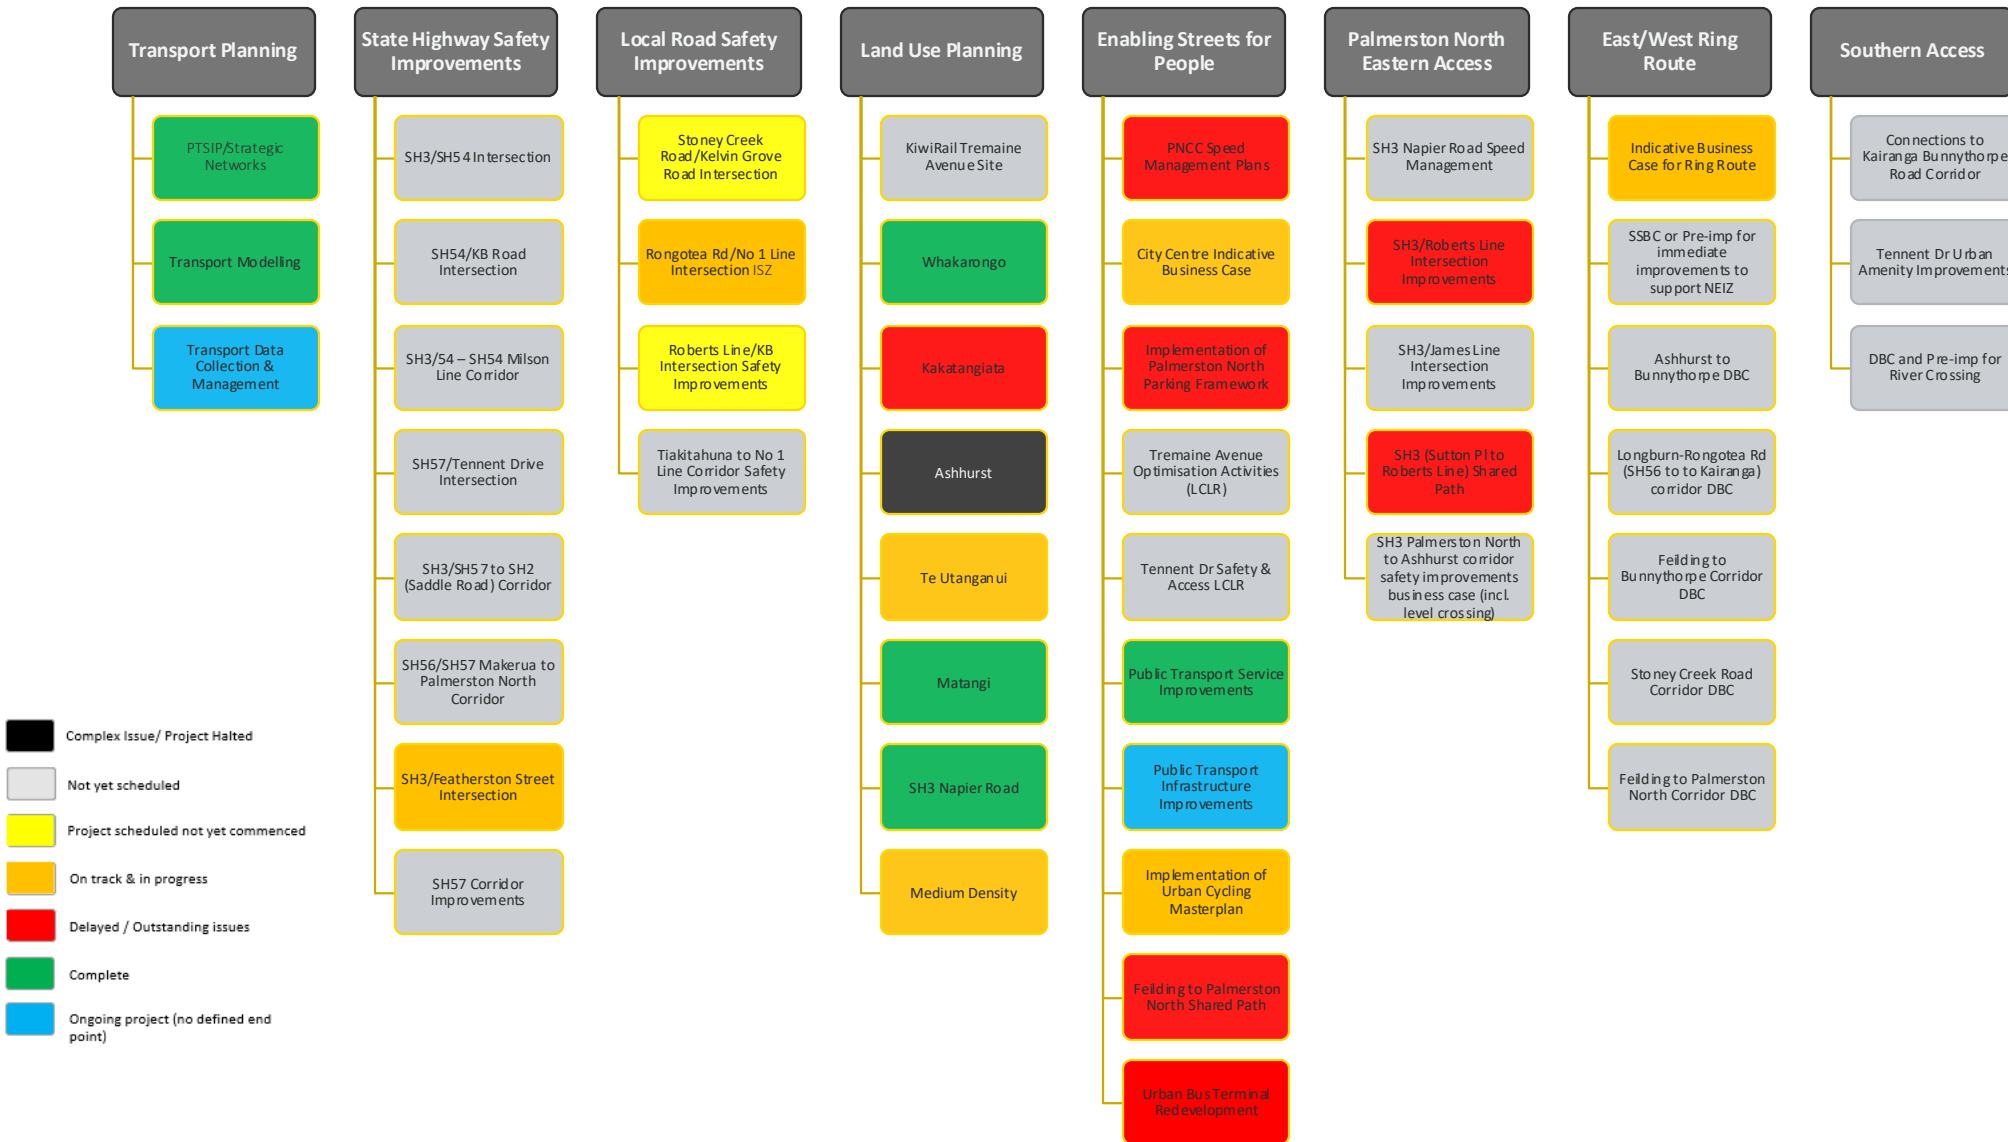 Transport Planning
PTSIP/Strategic
Networks
Transport Modelling
Transport Data
Collection &
Management
State Highway Safety
Improvements
SH3/SH54 Intersection
SH54/KB Road
Intersection
SH3/54 – SH54 Milson
Line Corridor
SH57/Tennent Drive
Intersection
SH3/SH57 to SH2
(Saddle Road) Corridor
SH56/SH57 Makerua to
Palmerston North
Corridor
SH3/Featherston Street
Intersection
SH57 Corridor
Improvements
Local Road Safety
Improvements
Stoney Creek
Road/Kelvin Grove
Road Intersection
Rongotea Rd/No 1 Line
Intersection ISZ
Roberts Line/KB
Intersection Safety
Improvements
Tiakitahuna to No 1
Line Corridor Safety
Improvements
Land Use Planning
KiwiRail Tremaine
Avenue Site
Whakarongo
Kakatangiata
Ashhurst
Te Utanganui
Matangi
SH3 Napier Road
Medium Density
Enabling Streets for
People
PNCC Speed
Management Plans
City Centre Indicative
Business Case
Implementation of
Palmerston North
Parking Framework
Tremaine Avenue
Optimisation Activities
(LCLR)
Tennent Dr Safety &
Access LCLR
Public Transport Service
Improvements
Public Transport
Infrastructure
Improvements
Implementation of
Urban Cycling
Masterplan
Feilding to Palmerston
North Shared Path
Urban Bus Terminal
Redevelopment
Palmerston North
Eastern Access
SH3 Napier Road Speed
Management
SH3/Roberts Line
Intersection
Improvements
SH3/James Line
Intersection
Improvements
SH3 (Sutton Pl to
Roberts Line) Shared
Path
SH3 Palmerston North
to Ashhurst corridor
safety improvements
business case (incl.
level crossing)
East/West Ring
Route
Indicative Business
Case for Ring Route
SSBC or Pre-imp for
immediate
improvements to
support NEIZ
Ashhurst to
Bunnythorpe DBC
Longburn-Rongotea Rd
(SH56 to to Kairanga)
corridor DBC
Feilding to
Bunnythorpe Corridor
DBC
Stoney Creek Road
Corridor DBC
Feilding to Palmerston
North Corridor DBC
Southern Access
Connections to
Kairanga Bunnythorpe
Road Corridor
Tennent Dr Urban
Amenity Improvements
DBC and Pre-imp for
River Crossing
Complex Issue/ Project Halted
Not yet scheduled
Project scheduled not yet commenced
On track & in progress
Delayed / Outstanding issues
Complete
Ongoing project (no defined end
point)